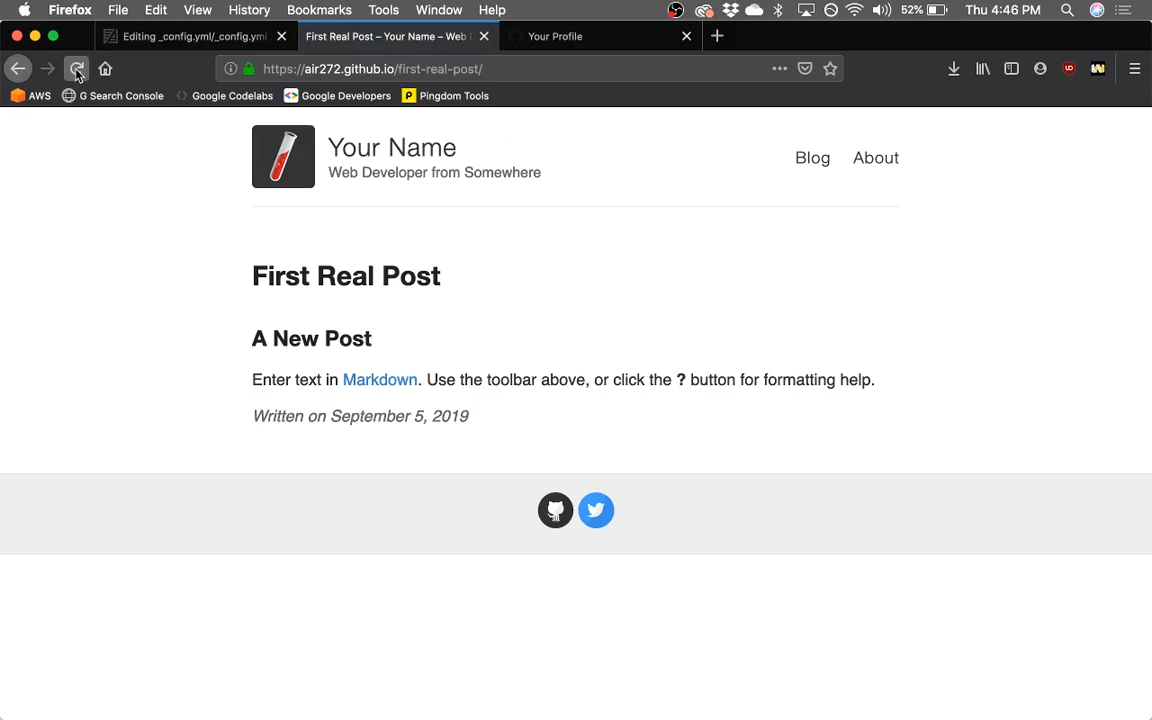 Firefox File Edit View History Bookmarks Tools Window Help 52% Thu 4:46 PM
Editing _config.yml/_config.yml First Real Post – Your Name – Web D Your Profile
https://air272.github.io/first-real-post/
AWS G Search Console Google Codelabs Google Developers Pingdom Tools
Your Name
Web Developer from Somewhere
Blog About
First Real Post
A New Post
Enter text in Markdown. Use the toolbar above, or click the ? button for formatting help.
Written on September 5, 2019